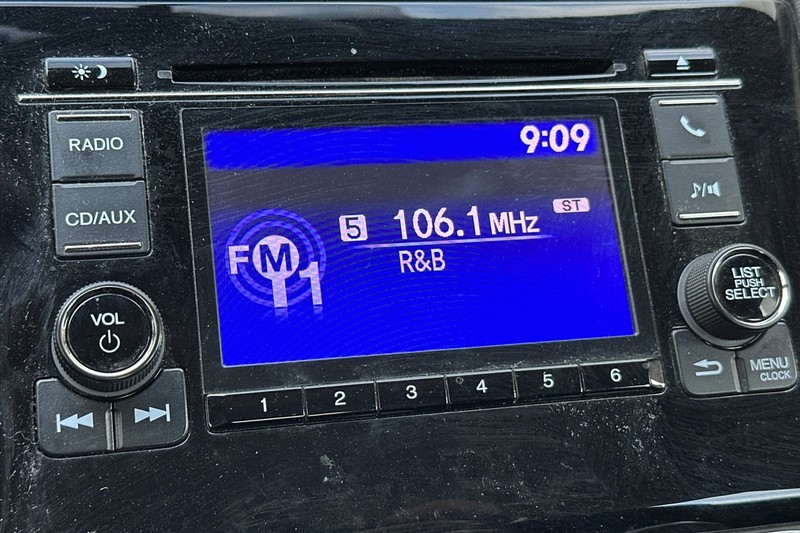 RADIO
CD/AUX
VOL
9:09
FM1
5 106.1 MHz ST
R&B
1 2 3 4 5 6
LIST
PUSH
SELECT
MENU
CLOCK